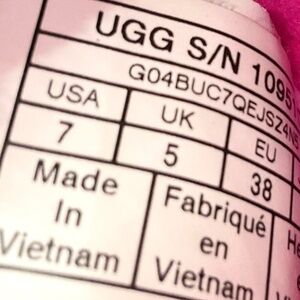 UGG S/N 1095
G04BUC7QEJSZ4N
USA UK EU
7 5 38
Made Fabriqué
In en
Vietnam Vietnam